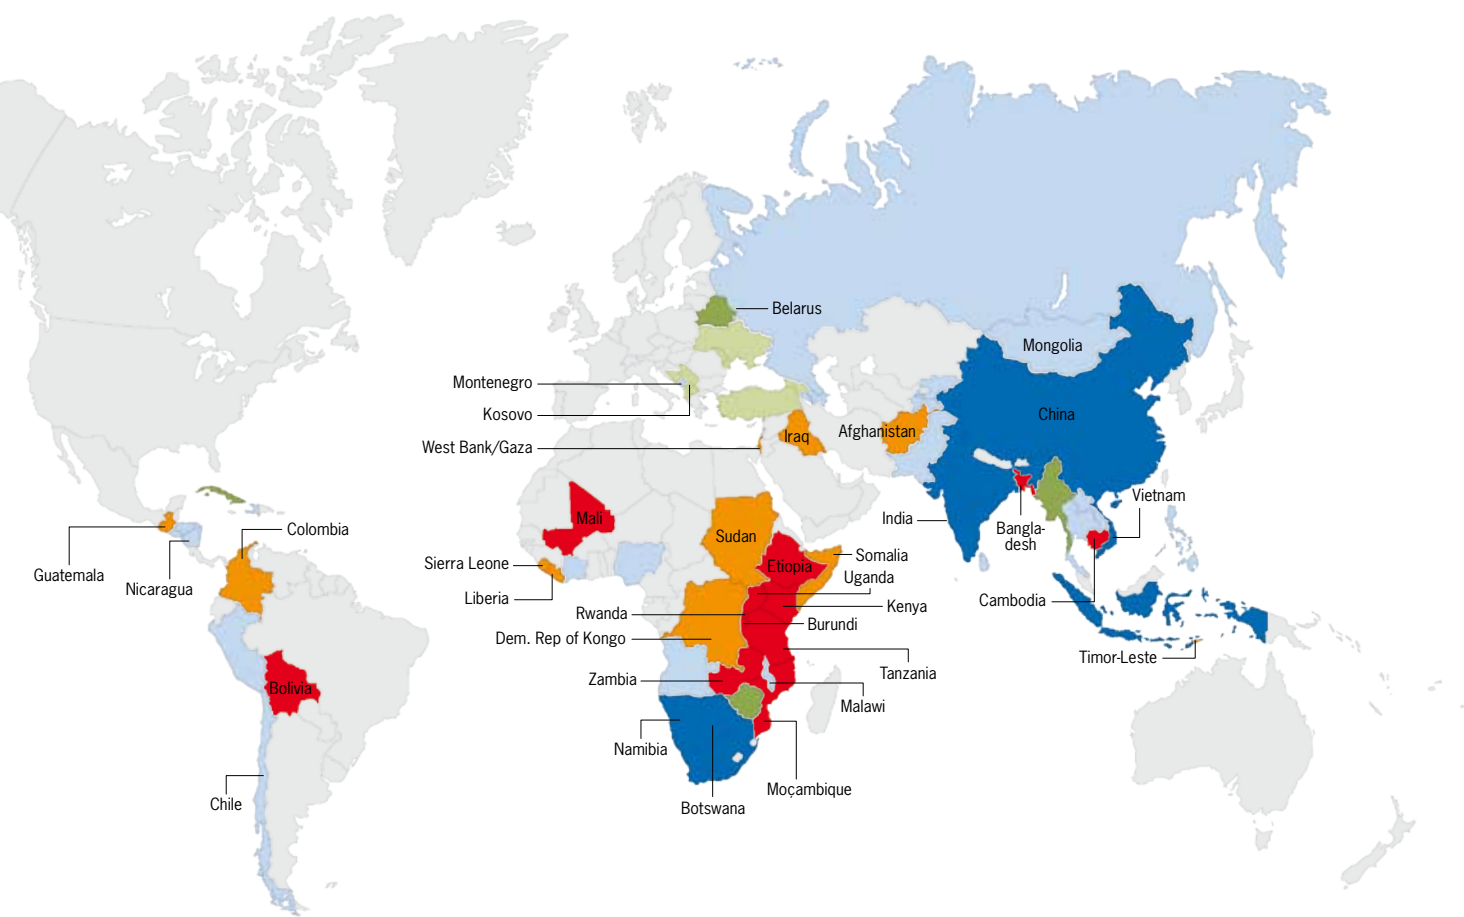 Belarus
Mongolia
Montenegro
Kosovo
China
West Bank/Gaza
Iraq
Afghanistan
Vietnam
Mali
India
Bangla-
desh
Colombia
Sudan
Somalia
Guatemala
Nicaragua
Sierra Leone
Etiopia
Uganda
Liberia
Cambodia
Kenya
Rwanda
Burundi
Dem. Rep of Kongo
Timor-Leste
Tanzania
Zambia
Bolivia
Malawi
Namibia
Moçambique
Chile
Botswana